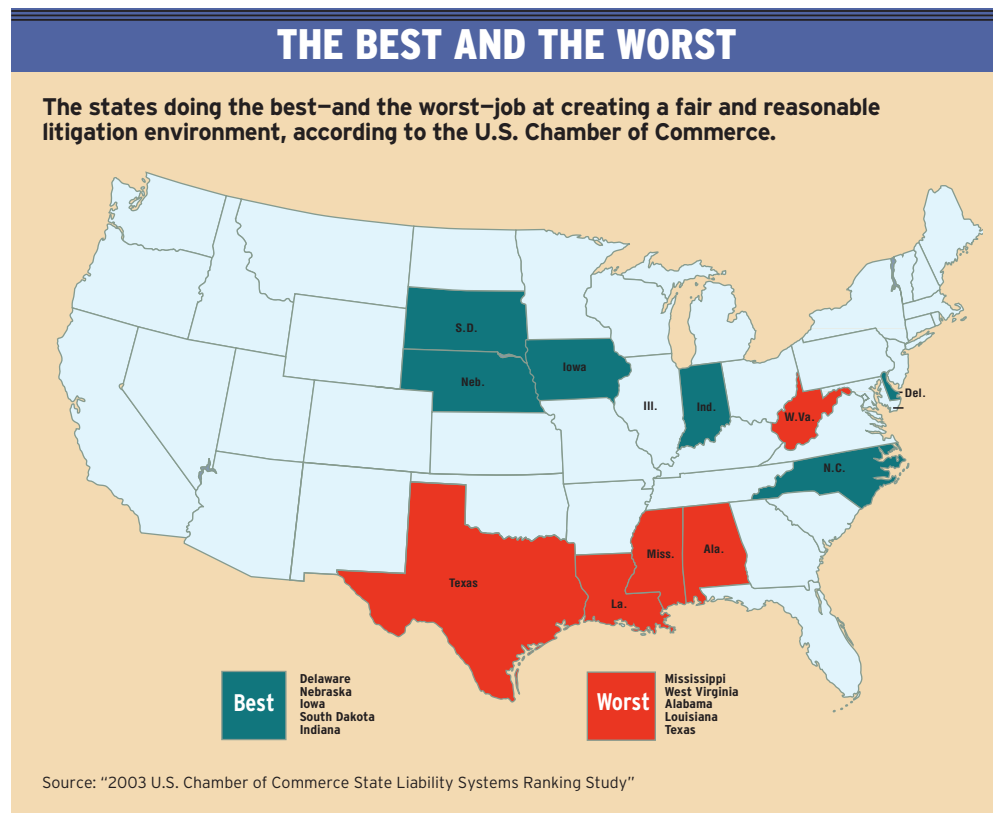 THE BEST AND THE WORST
The states doing the best—and the worst—job at creating a fair and reasonable
litigation environment, according to the U.S. Chamber of Commerce.
S.D.
Neb.
Iowa
Ill.
Ind.
Del.
W.Va.
N.C.
Miss.
Ala.
Texas
La.
Best
Delaware
Nebraska
Iowa
South Dakota
Indiana
Worst
Mississippi
West Virginia
Alabama
Louisiana
Texas
Source: “2003 U.S. Chamber of Commerce State Liability Systems Ranking Study”